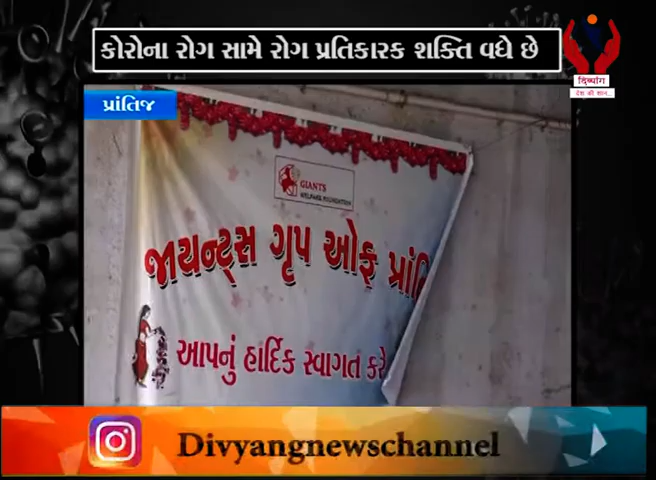 કોરોના રોગ સામે રોગ પ્રતિકારક શક્તિ વધે છે
દિવ્યાંગ
देश की शान...
પ્રાંતિજ
GIANTS
WELFARE FOUNDATION
જાયન્ટ્સ ગૃપ ઓફ પ્રાંતિ
આપનું હાર્દિક સ્વાગત કરે
Divyangnewschannel